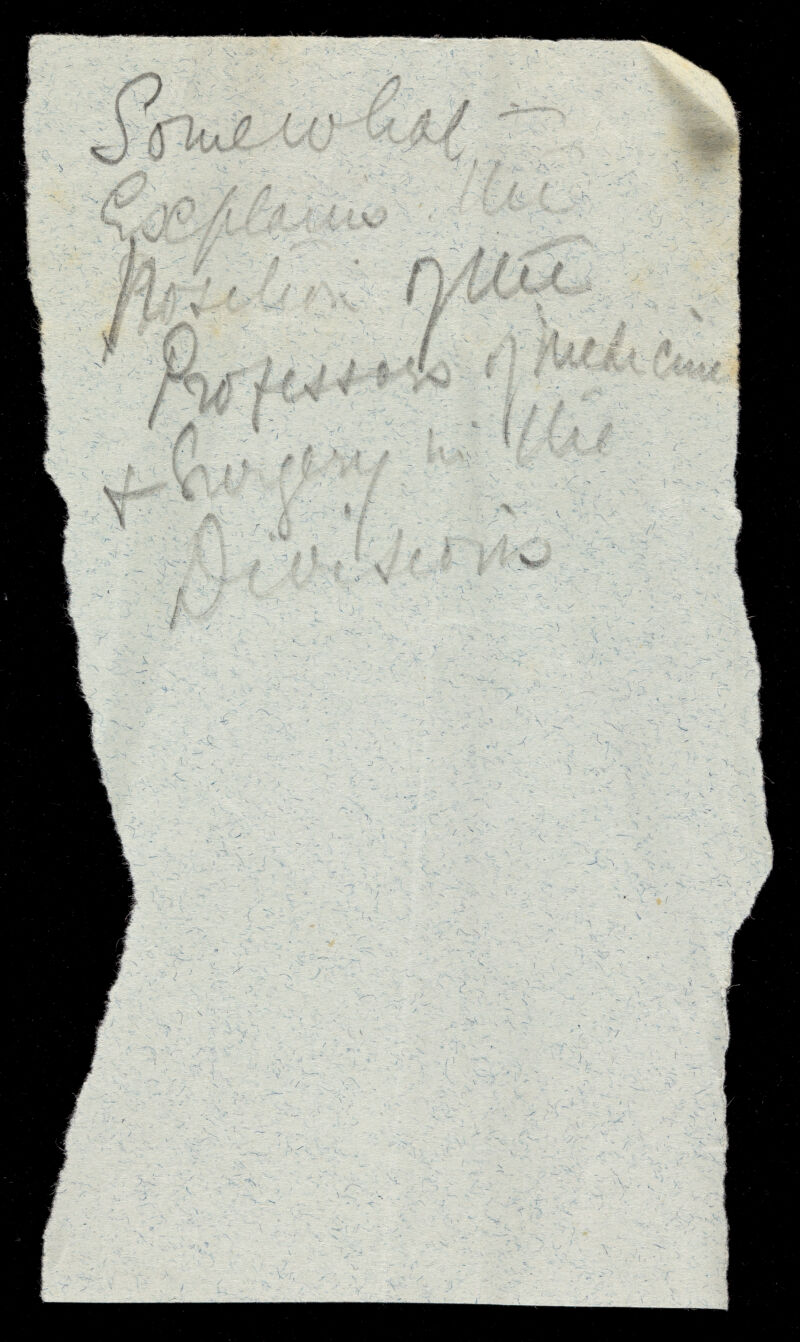 Somewhat
Explains the
Position of the
Professors of Medicine
+ Surgery in the
Divisions